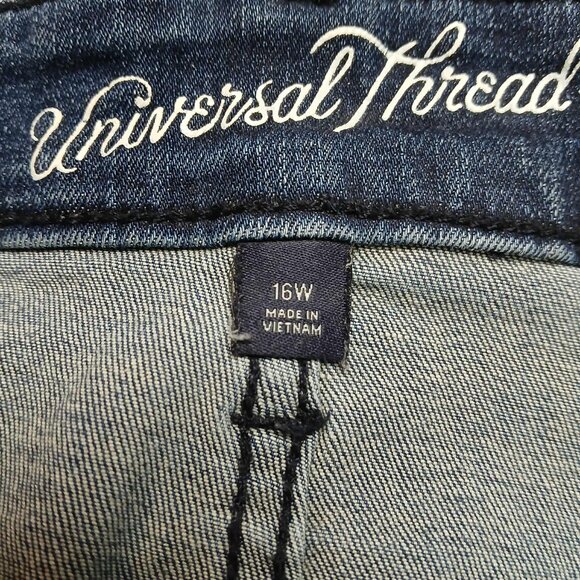 Universal Thread
16W
MADE IN
VIETNAM